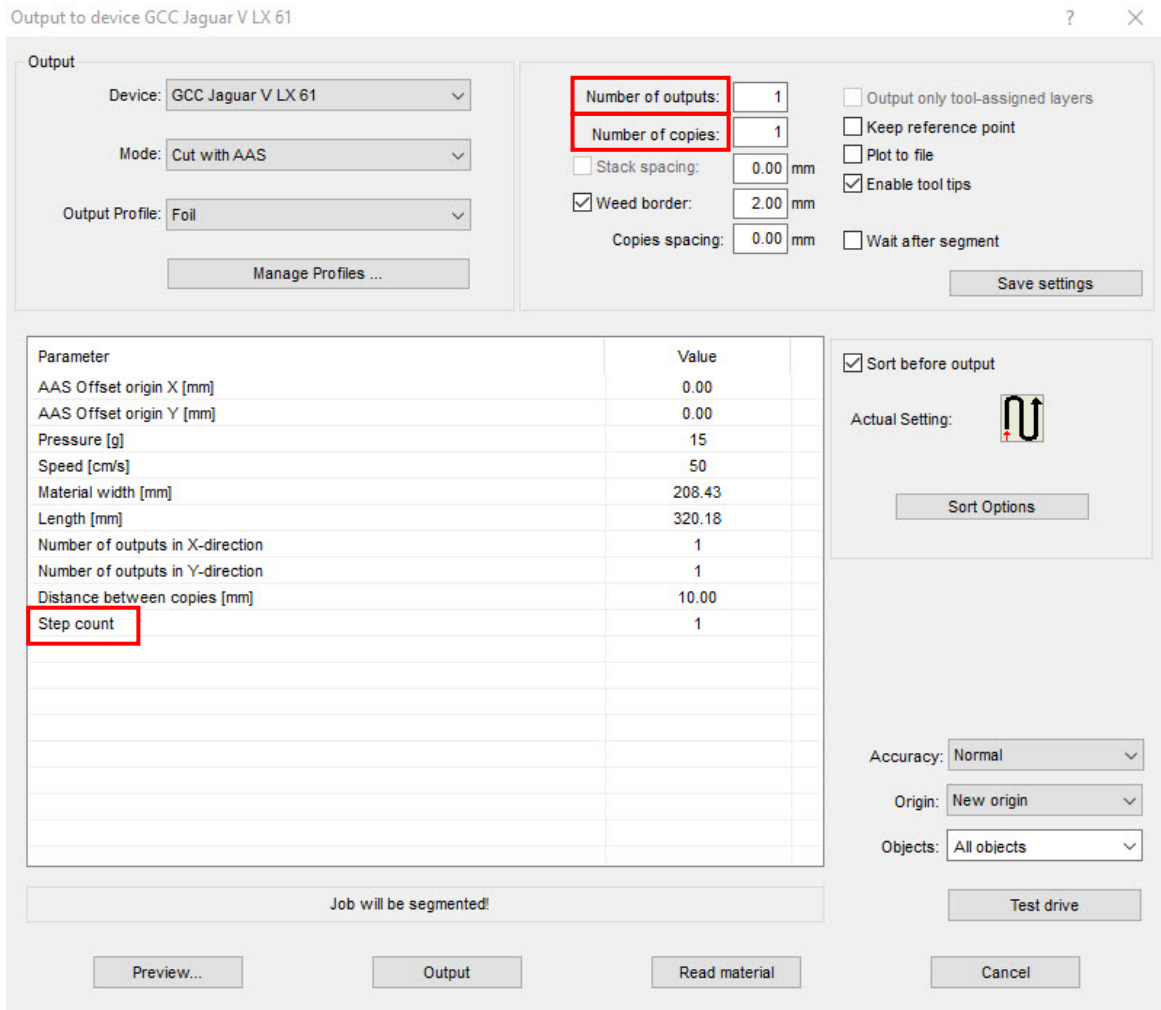 Output to device GCC Jaguar V LX 61
Output
Device: GCC Jaguar V LX 61
Mode: Cut with AAS
Output Profile: Foil
Manage Profiles ...
Number of outputs: 1
Number of copies: 1
Stack spacing: 0.00 mm
Weed border: 2.00 mm
Copies spacing: 0.00 mm
Output only tool-assigned layers
Keep reference point
Plot to file
Enable tool tips
Wait after segment
Save settings
Parameter Value
AAS Offset origin X [mm] 0.00
AAS Offset origin Y [mm] 0.00
Pressure [g] 15
Speed [cm/s] 50
Material width [mm] 208.43
Length [mm] 320.18
Number of outputs in X-direction 1
Number of outputs in Y-direction 1
Distance between copies [mm] 10.00
Step count 1
Sort before output
Actual Setting:
Sort Options
Accuracy: Normal
Origin: New origin
Objects: All objects
Job will be segmented!
Test drive
Preview...
Output
Read material
Cancel